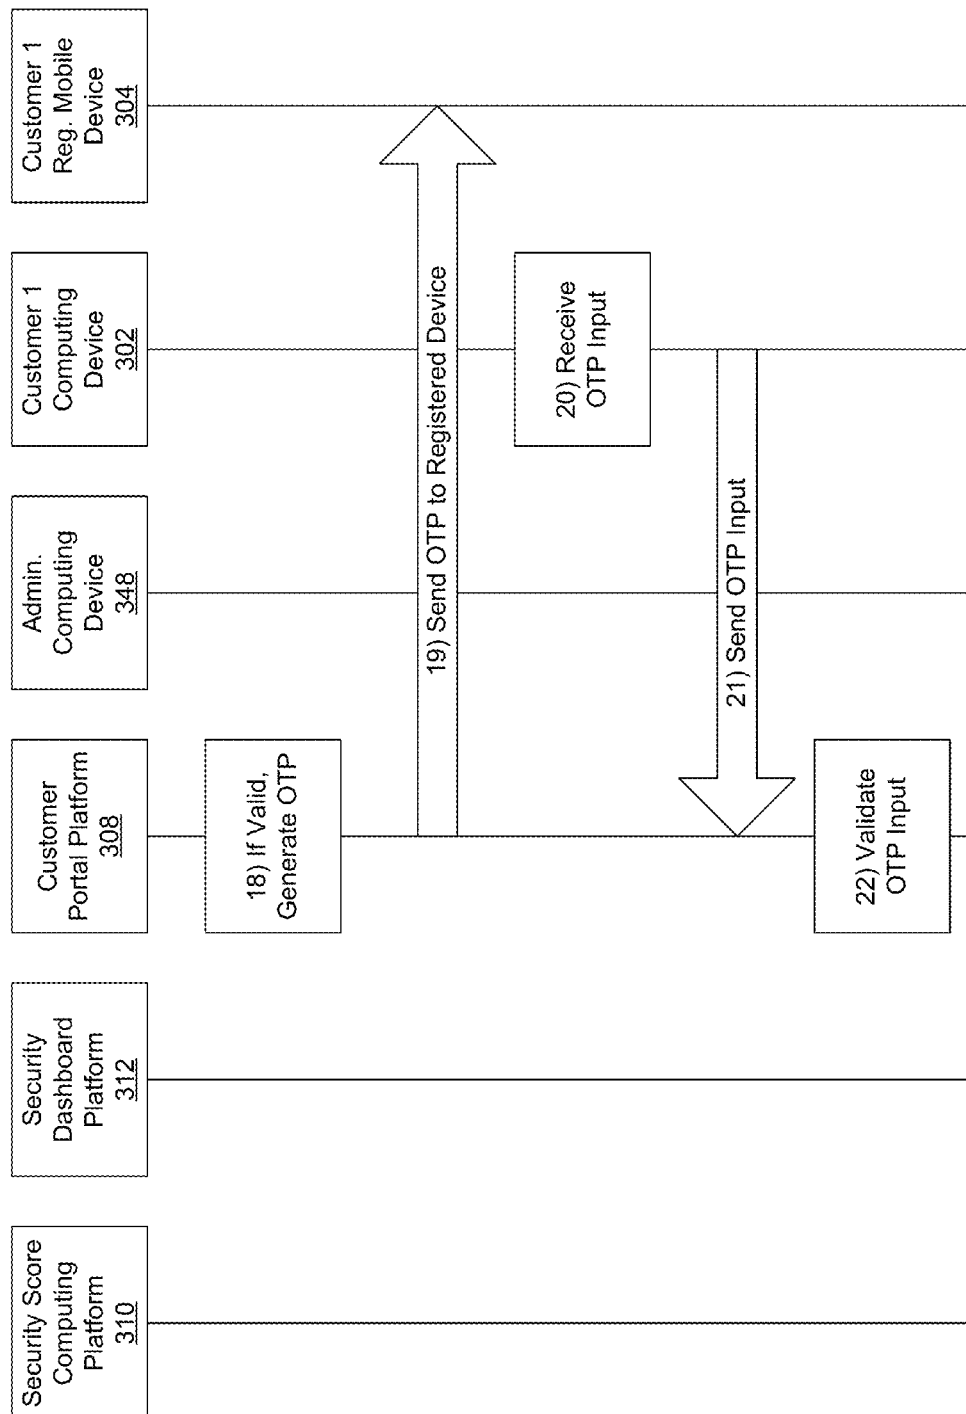 Security Score
Computing
Platform
310
Security
Dashboard
Platform
312
Customer
Portal Platform
308
Admin.
Computing
Device
348
Customer 1
Computing
Device
302
Customer 1
Reg. Mobile
Device
304
18) If Valid,
Generate OTP
19) Send OTP to Registered Device
20) Receive
OTP Input
21) Send OTP Input
22) Validate
OTP Input